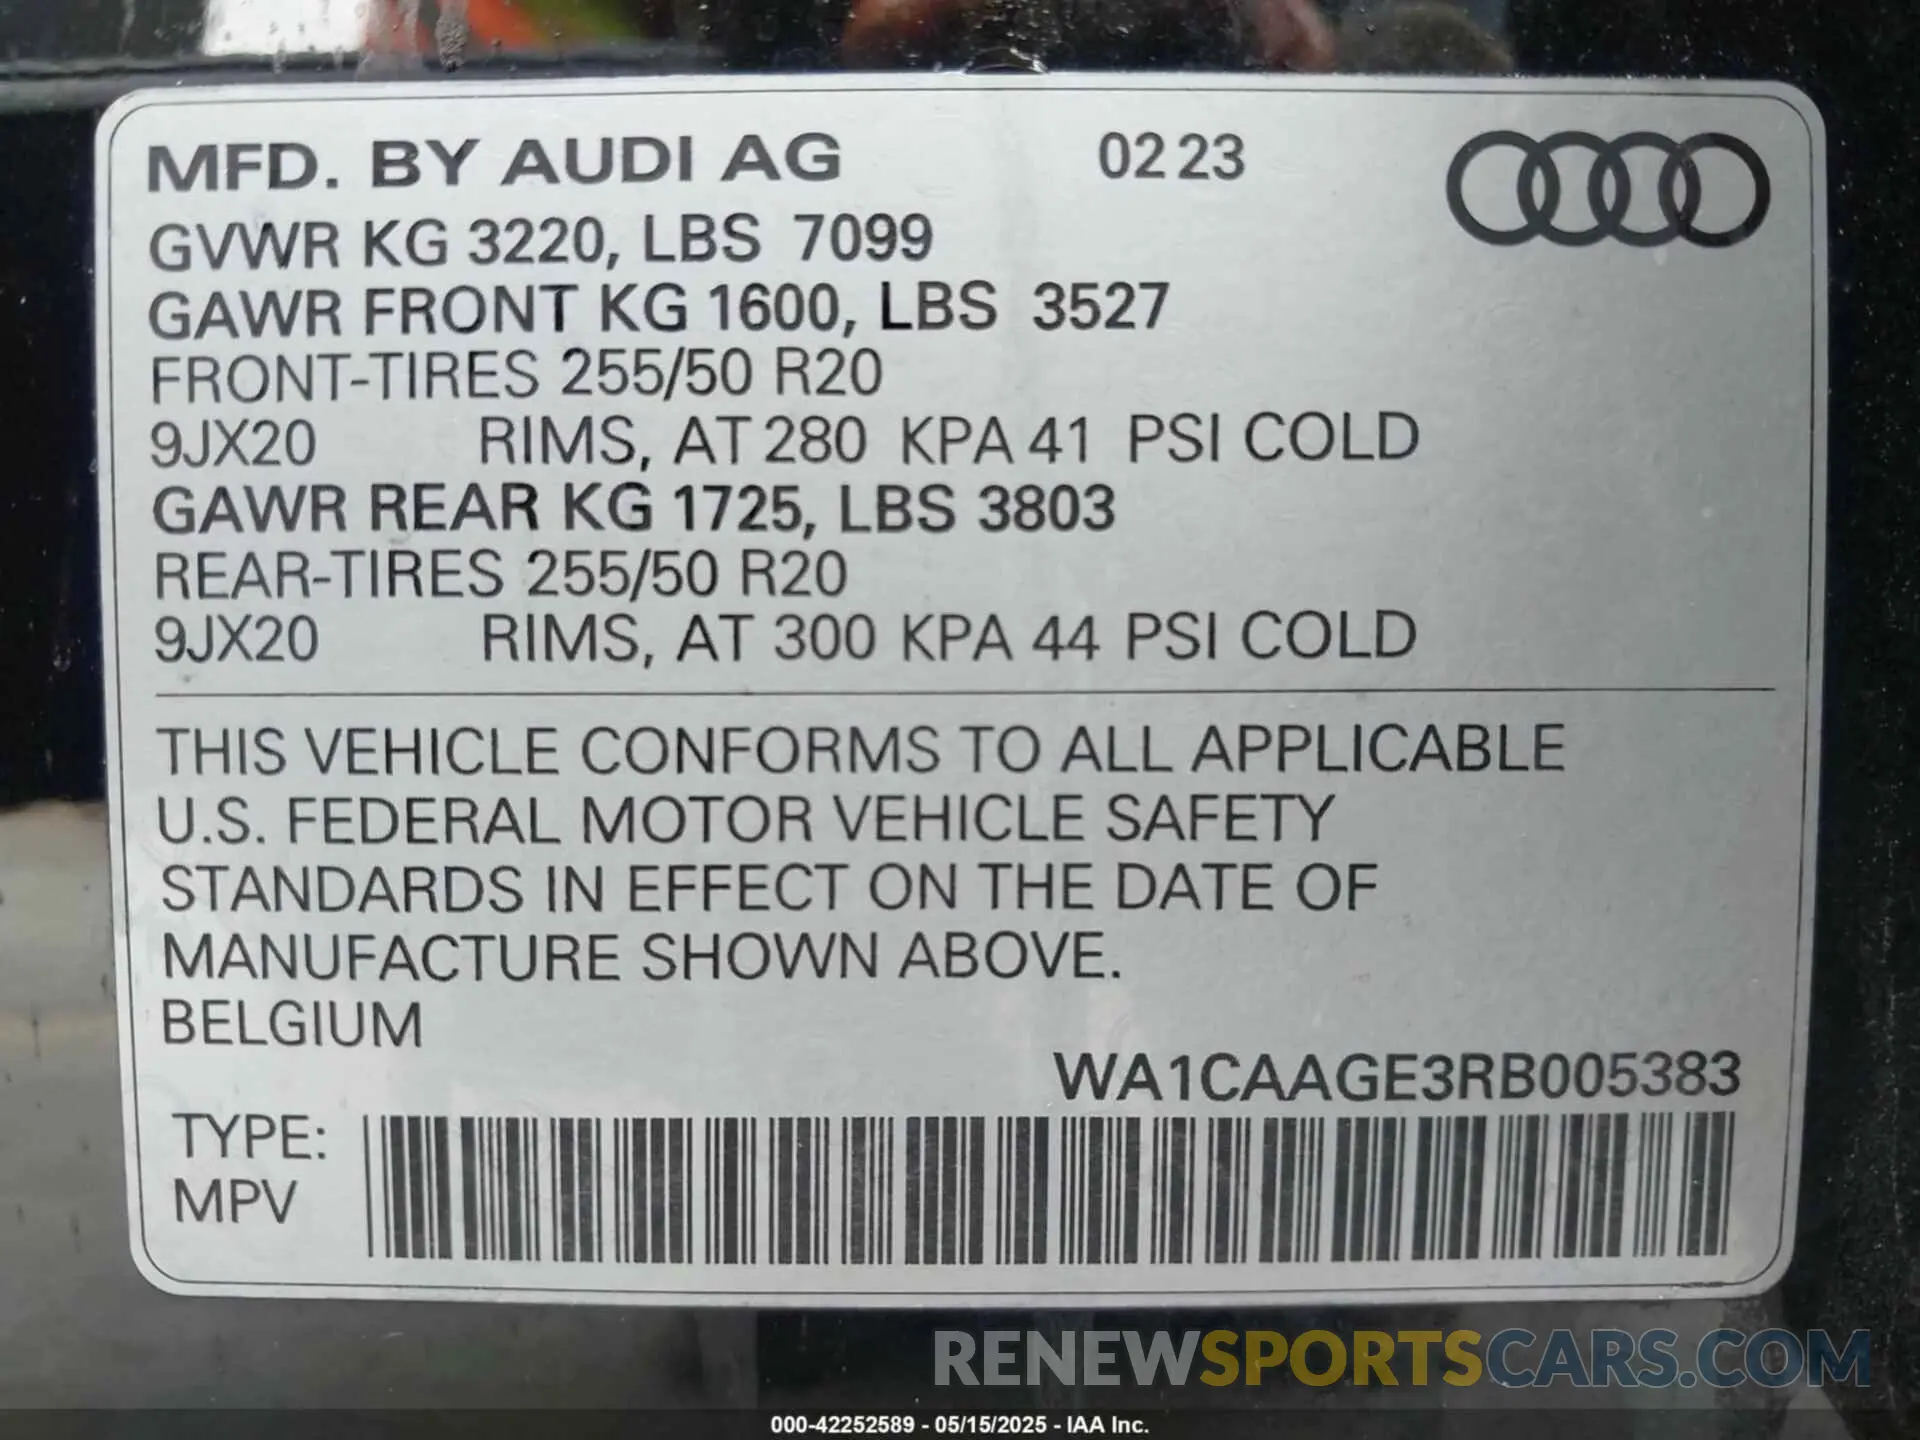 MFD. BY AUDI AG 02 23
GVWR KG 3220, LBS 7099
GAWR FRONT KG 1600, LBS 3527
FRONT-TIRES 255/50 R20
9JX20 RIMS, AT 280 KPA 41 PSI COLD
GAWR REAR KG 1725, LBS 3803
REAR-TIRES 255/50 R20
9JX20 RIMS, AT 300 KPA 44 PSI COLD
THIS VEHICLE CONFORMS TO ALL APPLICABLE
U.S. FEDERAL MOTOR VEHICLE SAFETY
STANDARDS IN EFFECT ON THE DATE OF
MANUFACTURE SHOWN ABOVE.
BELGIUM
WA1CAAGE3RB005383
TYPE:
MPV
RENEWSPORTSCARS.COM
000-42252589 - 05/15/2025 - IAA Inc.